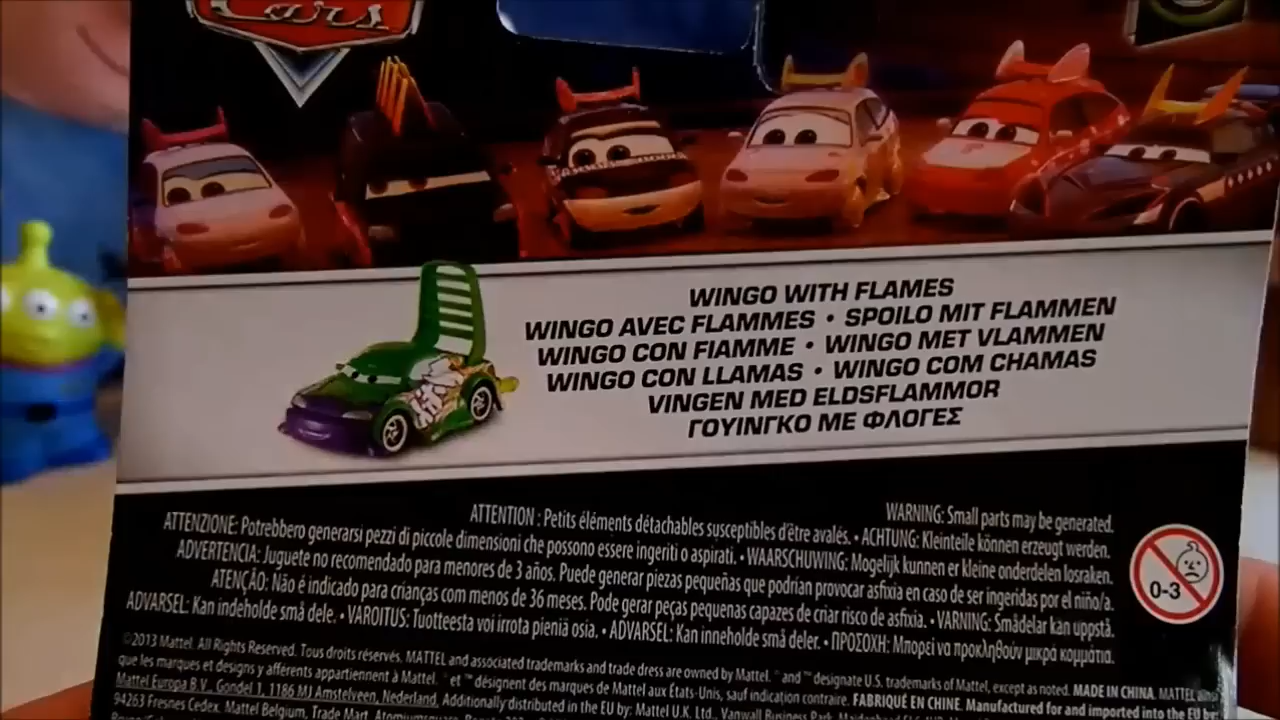 Cars
WINGO WITH FLAMES
WINGO AVEC FLAMMES • SPOILO MIT FLAMMEN
WINGO CON FIAMME • WINGO MET VLAMMEN
WINGO CON LLAMAS • WINGO COM CHAMAS
VINGEN MED ELDSFLAMMOR
ΓΟΥΙΝΓΚΟ ΜΕ ΦΛΟΓΕΣ
WARNING: Small parts may be generated.
ATTENTION : Petits éléments détachables susceptibles d'être avalés. • ACHTUNG: Kleinteile können erzeugt werden.
ATTENZIONE: Potrebbero generarsi pezzi di piccole dimensioni che possono essere ingeriti o aspirati. • WAARSCHUWING: Mogelijk kunnen er kleine onderdelen losraken.
ADVERTENCIA: Juguete no recomendado para menores de 3 años. Puede generar piezas pequeñas que podrían provocar asfixia en caso de ser ingeridas por el niño/a.
ATENÇÃO: Não é indicado para crianças com menos de 36 meses. Pode gerar peças pequenas capazes de criar risco de asfixia. • VARNING: Smådelar kan uppstå.
ADVARSEL: Kan indeholde små dele. • VAROITUS: Tuotteesta voi irrota pieniä osia. • ADVARSEL: Kan inneholde små deler. • ΠΡΟΣΟΧΗ: Μπορεί να προκληθούν μικρά κομμάτια.
0-3
©2013 Mattel. All Rights Reserved. Tous droits réservés. MATTEL and associated trademarks and trade dress are owned by Mattel. ® and ™ designate U.S. trademarks of Mattel, except as noted. MADE IN CHINA. MATTEL
que les marques et designs y afférents appartiennent à Mattel. ® et ™ désignent des marques de Mattel aux États-Unis, sauf indication contraire. FABRIQUÉ EN CHINE. Manufactured for and imported into the EU by:
Mattel Europa B.V., Gondel 1, 1186 MJ Amstelveen, Nederland. Additionally distributed in the EU by: Mattel U.K. Ltd., Vanwall Business Park,
94263 Fresnes Cedex. Mattel Belgium, Trade Mart,